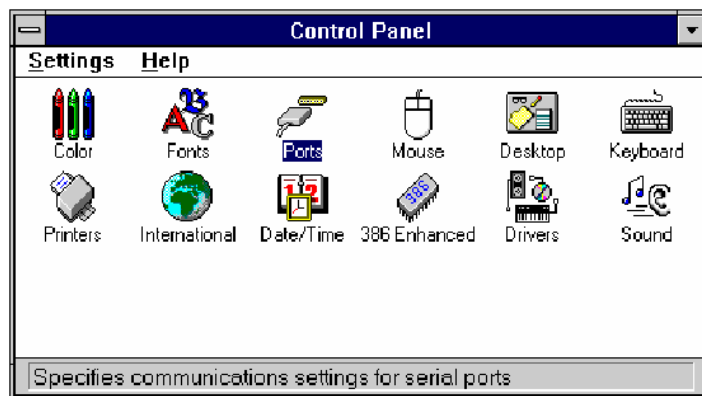 Control Panel
Settings Help
Color Fonts Ports Mouse Desktop Keyboard
Printers International Date/Time 386 Enhanced Drivers Sound
Specifies communications settings for serial ports